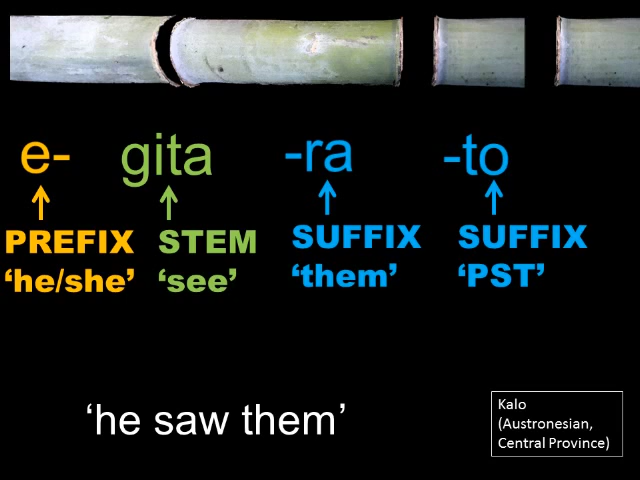 e- gita -ra -to
PREFIX STEM SUFFIX SUFFIX
‘he/she’ ‘see’ ‘them’ ‘PST’
‘he saw them’
Kalo
(Austronesian,
Central Province)